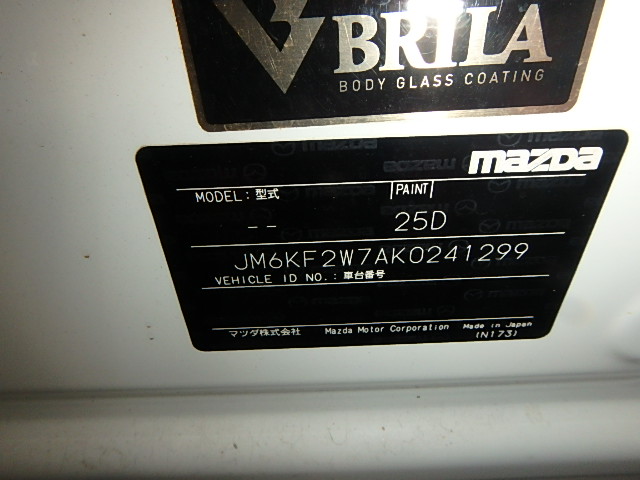 BRILA
BODY GLASS COATING
mazda
MODEL: 型式
PAINT
-- 25D
JM6KF2W7AK0241299
VEHICLE ID NO.: 車台番号
マツダ株式会社 Mazda Motor Corporation Made in Japan
(N173)